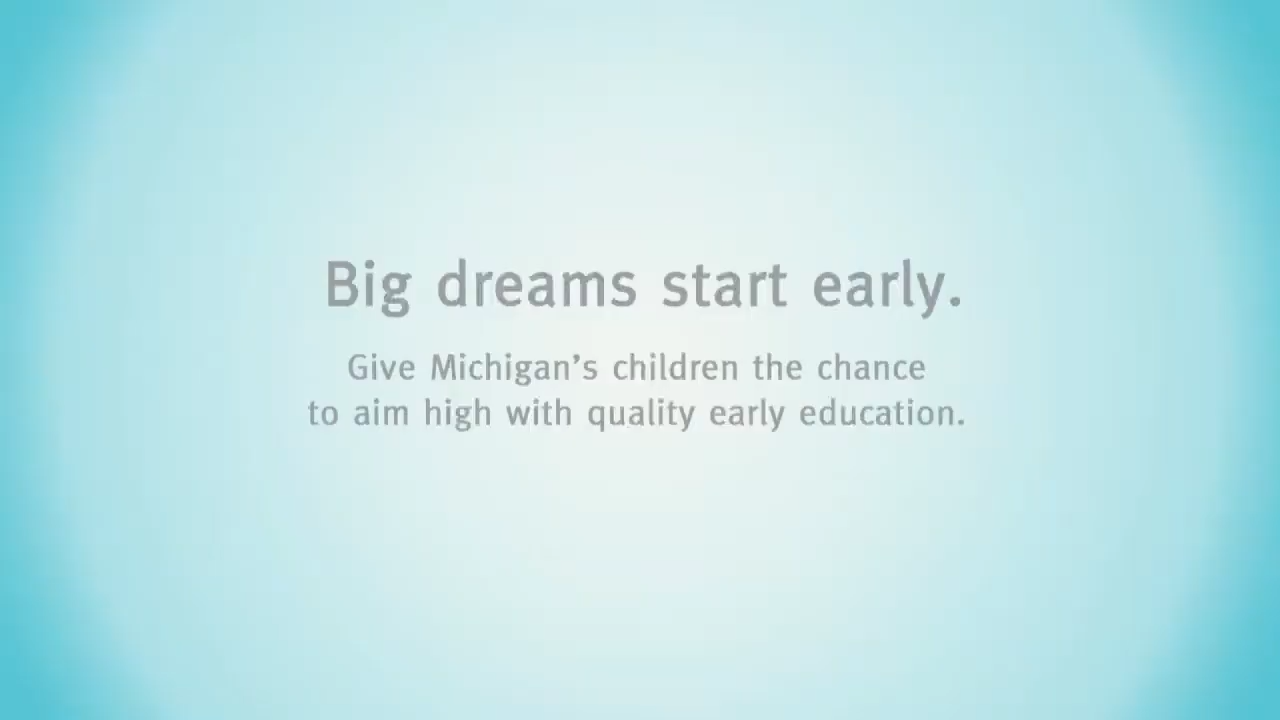 Big dreams start early.
Give Michigan’s children the chance
to aim high with quality early education.